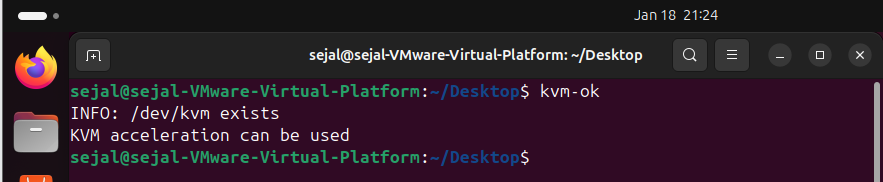 Jan 18 21:24
sejal@sejal-VMware-Virtual-Platform: ~/Desktop
sejal@sejal-VMware-Virtual-Platform:~/Desktop$ kvm-ok
INFO: /dev/kvm exists
KVM acceleration can be used
sejal@sejal-VMware-Virtual-Platform:~/Desktop$